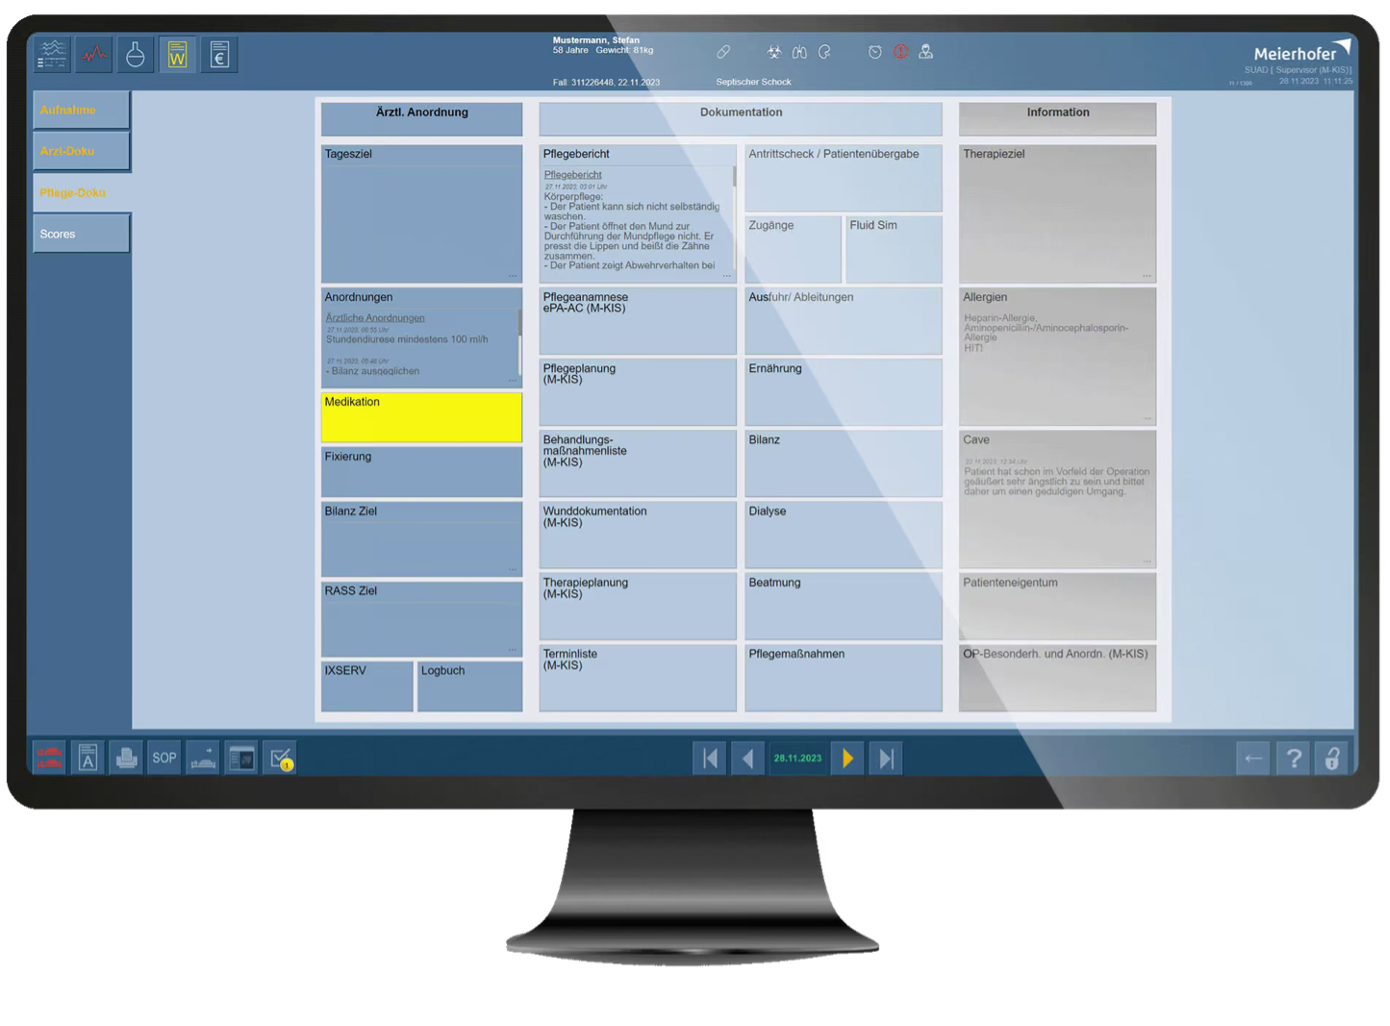 Mustermann, Stefan
58 Jahre Gewicht: 81kg
Fall: 311226448, 22.11.2023
Septischer Schock
W
€
Meierhofer
SUAD [ Supervisor (M-KIS)]
28.11.2023 11:11:25
Aufnahme
Arzt-Doku
Pflege-Doku
Scores
Ärztl. Anordnung
Tagesziel
...
Anordnungen
Ärztliche Anordnungen
27.11.2023, 06:53 Uhr
Stundendiurese mindestens 100 ml/h
27.11.2023, 05:48 Uhr
- Bilanz ausgeglichen
...
Medikation
Fixierung
Bilanz Ziel
...
RASS Ziel
...
IXSERV
Logbuch
Dokumentation
Pflegebericht
Pflegebericht
27.11.2023, 03:01 Uhr
Körperpflege:
- Der Patient kann sich nicht selbständig
waschen.
- Der Patient öffnet den Mund zur
Durchführung der Mundpflege nicht. Er
presst die Lippen und beißt die Zähne
zusammen.
- Der Patient zeigt Abwehrverhalten bei
...
Pflegeanamnese
ePA-AC (M-KIS)
Pflegeplanung
(M-KIS)
Behandlungs-
maßnahmenliste
(M-KIS)
Wunddokumentation
(M-KIS)
Therapieplanung
(M-KIS)
Terminliste
(M-KIS)
Antrittscheck / Patientenübergabe
Zugänge
Fluid Sim
Ausfuhr/ Ableitungen
Ernährung
Bilanz
Dialyse
Beatmung
Pflegemaßnahmen
Information
Therapieziel
...
Allergien
Heparin-Allergie,
Aminopenicillin-/Aminocephalosporin-
Allergie
HIT!
...
Cave
22.11.2023, 12:34 Uhr
Patient hat schon im Vorfeld der Operation
geäußert sehr ängstlich zu sein und bittet
daher um einen geduldigen Umgang.
...
Patienteneigentum
OP-Besonderh. und Anordn. (M-KIS)
A
SOP
1
28.11.2023
?